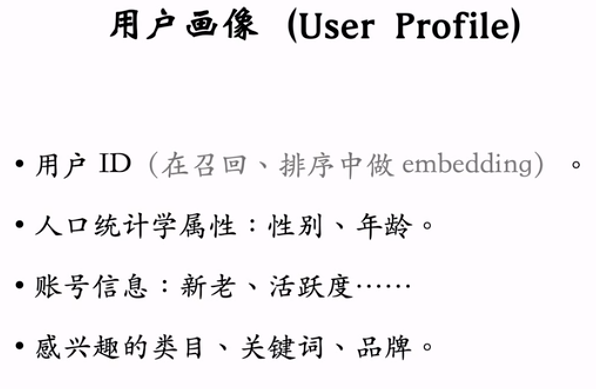 用户画像 (User Profile)
• 用户 ID（在召回、排序中做 embedding）。
• 人口统计学属性：性别、年龄。
• 账号信息：新老、活跃度……
• 感兴趣的类目、关键词、品牌。